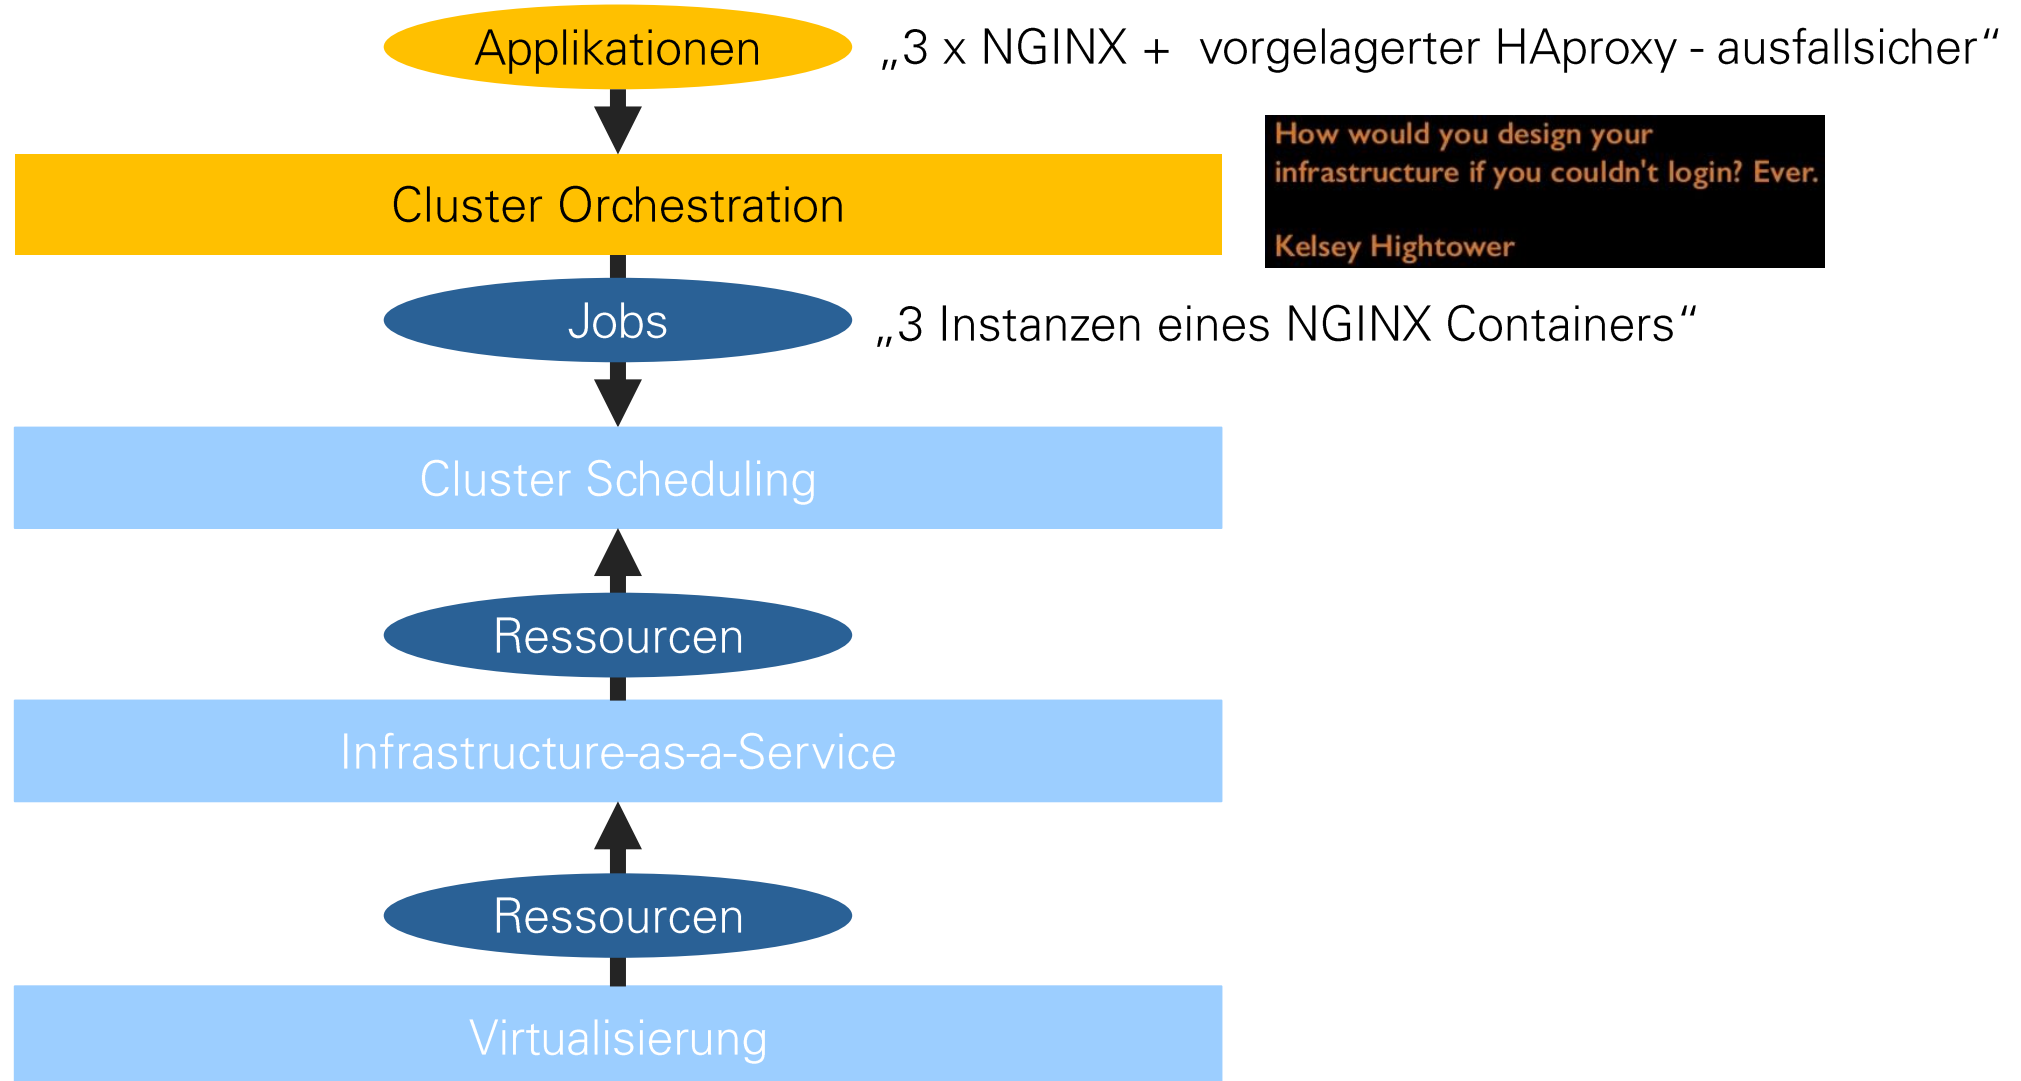 Applikationen
„3 x NGINX + vorgelagerter HAproxy - ausfallsicher“
How would you design your
infrastructure if you couldn't login? Ever.
Kelsey Hightower
Cluster Orchestration
Jobs
„3 Instanzen eines NGINX Containers“
Cluster Scheduling
Ressourcen
Infrastructure-as-a-Service
Ressourcen
Virtualisierung